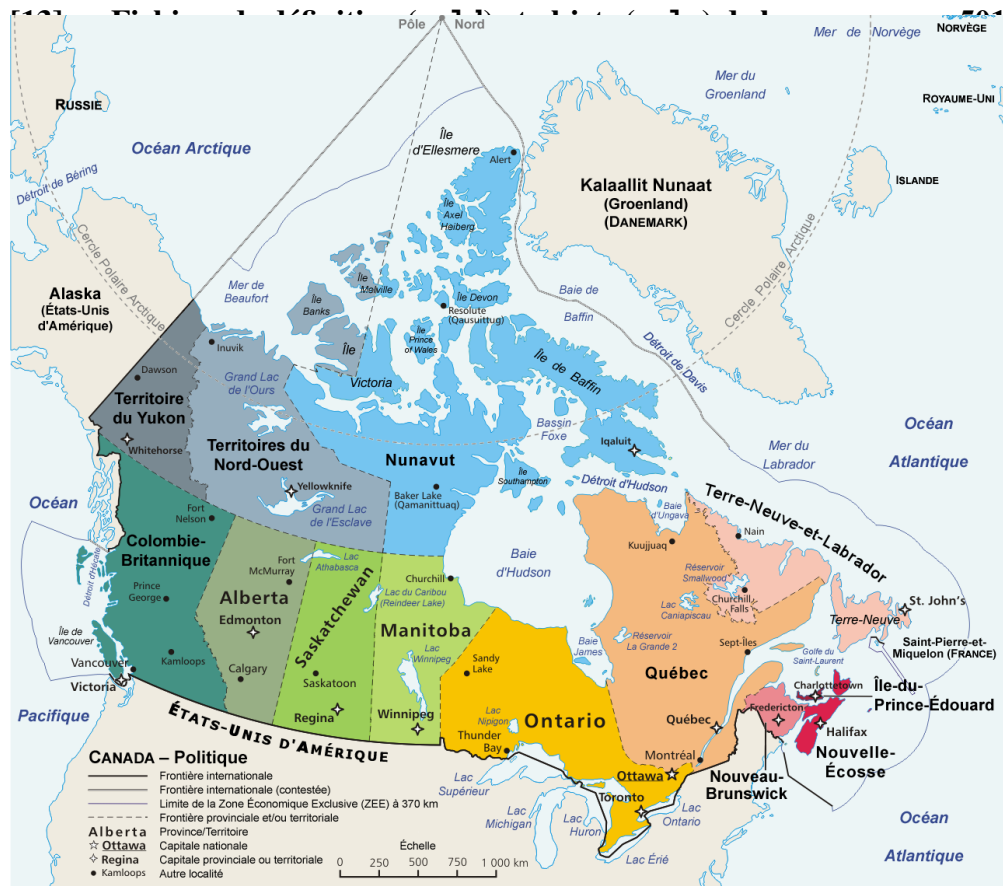 Pôle Nord
Mer de Norvège
NORVÈGE
Mer du
Groenland
RUSSIE
ROYAUME-UNI
Océan Arctique
Île
d'Ellesmere
Alert
Détroit de Béring
Kalaallit Nunaat
(Groenland)
(DANEMARK)
ISLANDE
Île
Axel
Heiberg
Cercle Polaire Arctique
Cercle Polaire Arctique
Alaska
(États-Unis
d'Amérique)
Mer de
Beaufort
Île
Melville
Île
Banks
Île Devon
Resolute
(Qausuittug)
Baie de
Baffin
Île
Prince
of Wales
Inuvik
Île
Victoria
Île de Baffin
Détroit de Davis
Dawson
Grand Lac
de l'Ours
Territoire
du Yukon
Whitehorse
Territoires du
Nord-Ouest
Nunavut
Bassin
Foxe
Iqaluit
Océan
Atlantique
Mer du
Labrador
Yellowknife
Baker Lake
(Qamanittuaq)
Île
Southampton
Détroit d'Hudson
Grand Lac
de l'Esclave
Océan
Pacifique
Fort
Nelson
Colombie-
Britannique
Baie
d'Ungava
Terre-Neuve-et-Labrador
Nain
Kuujjuaq
Lac
Athabasca
Fort
McMurray
Baie
d'Hudson
Détroit d'Hécate
Prince
George
Alberta
Edmonton
Saskatchewan
Churchill
Lac du Caribou
(Reindeer Lake)
Réservoir
Smallwood
Churchill
Falls
Lac
Caniapiscau
St. John's
Terre-Neuve
Île de
Vancouver
Manitoba
Lac
Winnipeg
Baie
James
Réservoir
La Grande 2
Sept-Îles
Saint-Pierre-et
Miquelon (FRANCE)
Golfe du
Saint-Laurent
Vancouver
Victoria
Kamloops
Calgary
Saskatoon
Sandy
Lake
Québec
Charlottetown
Île-du-
Prince-Édouard
Regina
Winnipeg
Lac
Nipigon
Ontario
Thunder
Bay
Québec
Fredericton
Halifax
Nouvelle-
Écosse
ÉTATS-UNIS D'AMÉRIQUE
Montréal
Ottawa
Nouveau-
Brunswick
Toronto
Lac
Supérieur
Lac
Michigan
Lac
Huron
Lac
Ontario
Lac Érié
Océan
Atlantique
CANADA – Politique
Frontière internationale
Frontière internationale (contestée)
Limite de la Zone Économique Exclusive (ZEE) à 370 km
Frontière provinciale et/ou territoriale
Alberta Province/Territoire
Ottawa Capitale nationale
Regina Capitale provinciale ou territoriale
Kamloops Autre localité
Échelle
0 250 500 750 1 000 km